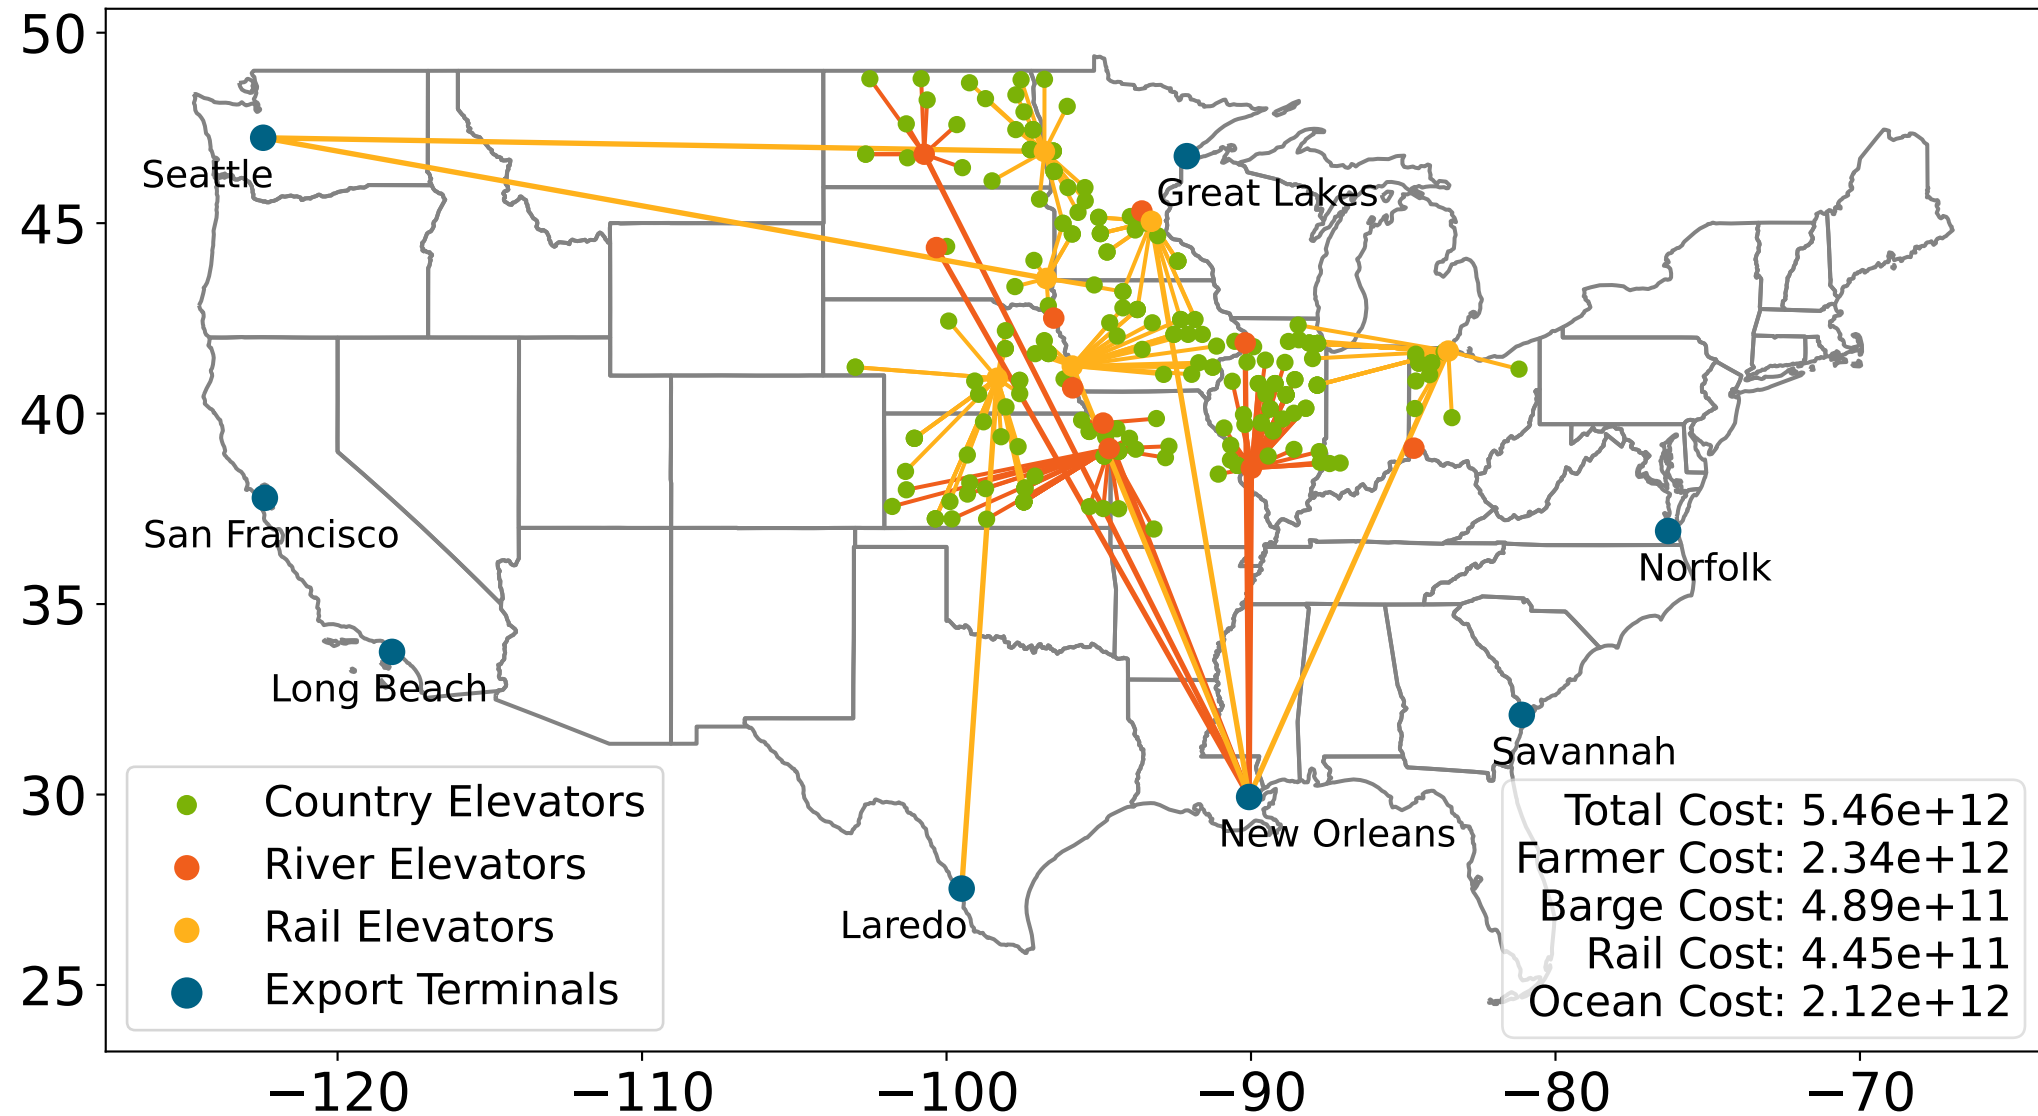 50
45
40
35
30
25
−120
−110
−100
−90
−80
−70
Seattle
Great Lakes
San Francisco
Norfolk
Long Beach
Savannah
New Orleans
Laredo
Country Elevators
River Elevators
Rail Elevators
Export Terminals
Total Cost: 5.46e+12
Farmer Cost: 2.34e+12
Barge Cost: 4.89e+11
Rail Cost: 4.45e+11
Ocean Cost: 2.12e+12